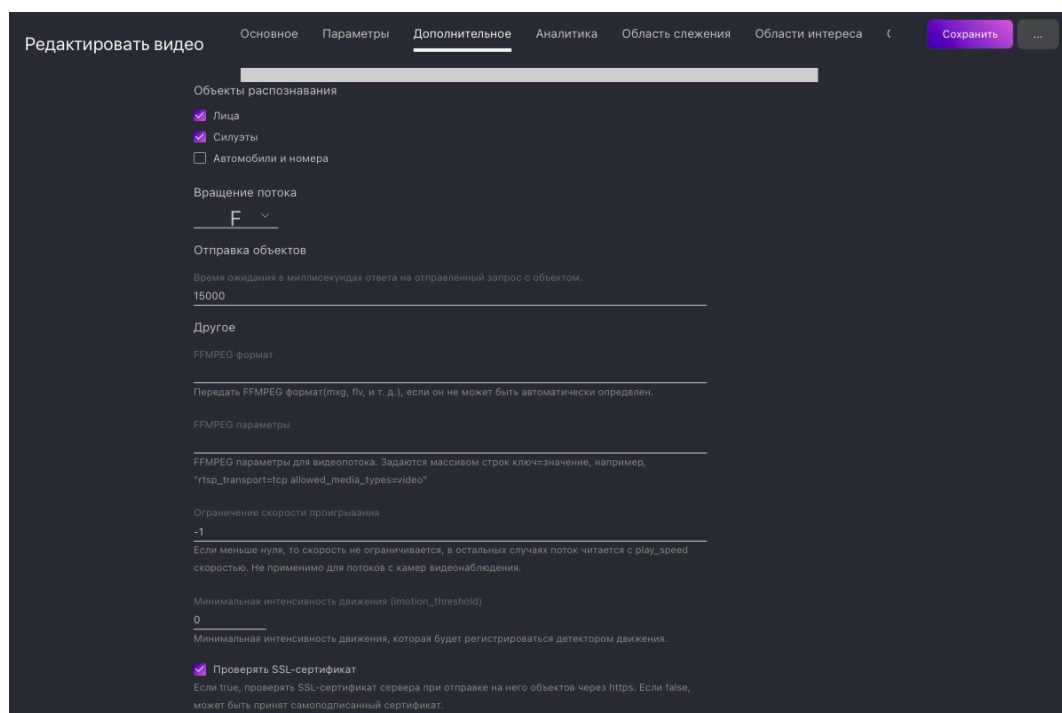 Редактировать видео
Основное Параметры Дополнительное Аналитика Область слежения Области интереса
Сохранить
...
Объекты распознавания
Лица
Силуэты
Автомобили и номера
Вращение потока
F
Отправка объектов
Время ожидания в миллисекундах ответа на отправленный запрос с объектом.
15000
Другое
FFMPEG формат
Передать FFMPEG формат(mxg, flv, и т. д.), если он не может быть автоматически определен.
FFMPEG параметры
FFMPEG параметры для видеопотока. Задаются массивом строк ключ=значение, например,
"rtsp_transport=tcp allowed_media_types=video"
Ограничение скорости проигрывания
-1
Если меньше нуля, то скорость не ограничивается, в остальных случаях поток читается с play_speed
скоростью. Не применимо для потоков с камер видеонаблюдения.
Минимальная интенсивность движения (imotion_threshold)
0
Минимальная интенсивность движения, которая будет регистрироваться детектором движения.
Проверять SSL-сертификат
Если true, проверять SSL-сертификат сервера при отправке на него объектов через https. Если false,
может быть принят самоподписанный сертификат.